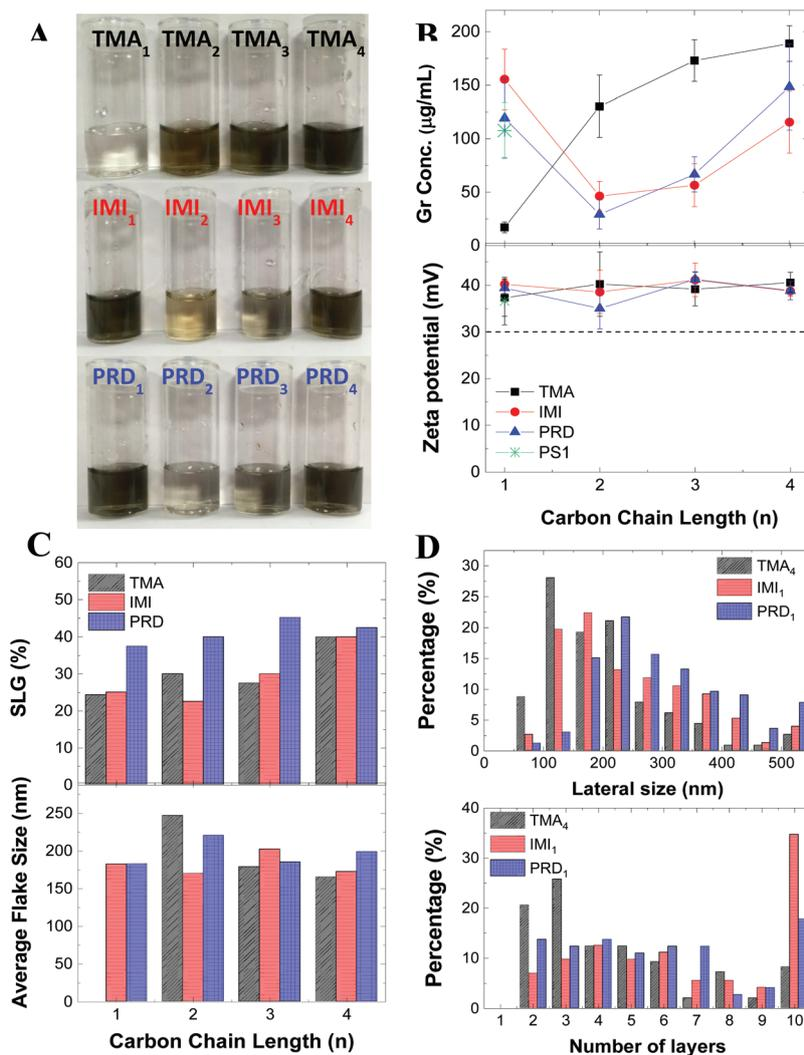 A
TMA1 TMA2 TMA3 TMA4
IMI1 IMI2 IMI3 IMI4
PRD1 PRD2 PRD3 PRD4
B
200
150
100
50
0
Gr Conc. (μg/mL)
40
30
20
10
0
Zeta potential (mV)
TMA
IMI
PRD
PS1
1 2 3 4
Carbon Chain Length (n)
C
60
50
40
30
20
10
0
SLG (%)
TMA
IMI
PRD
250
200
150
100
50
0
Average Flake Size (nm)
1 2 3 4
Carbon Chain Length (n)
D
30
25
20
15
10
5
0
Percentage (%)
TMA4
IMI1
PRD1
0 100 200 300 400 500
Lateral size (nm)
40
30
20
10
0
Percentage (%)
TMA4
IMI1
PRD1
1 2 3 4 5 6 7 8 9 10
Number of layers